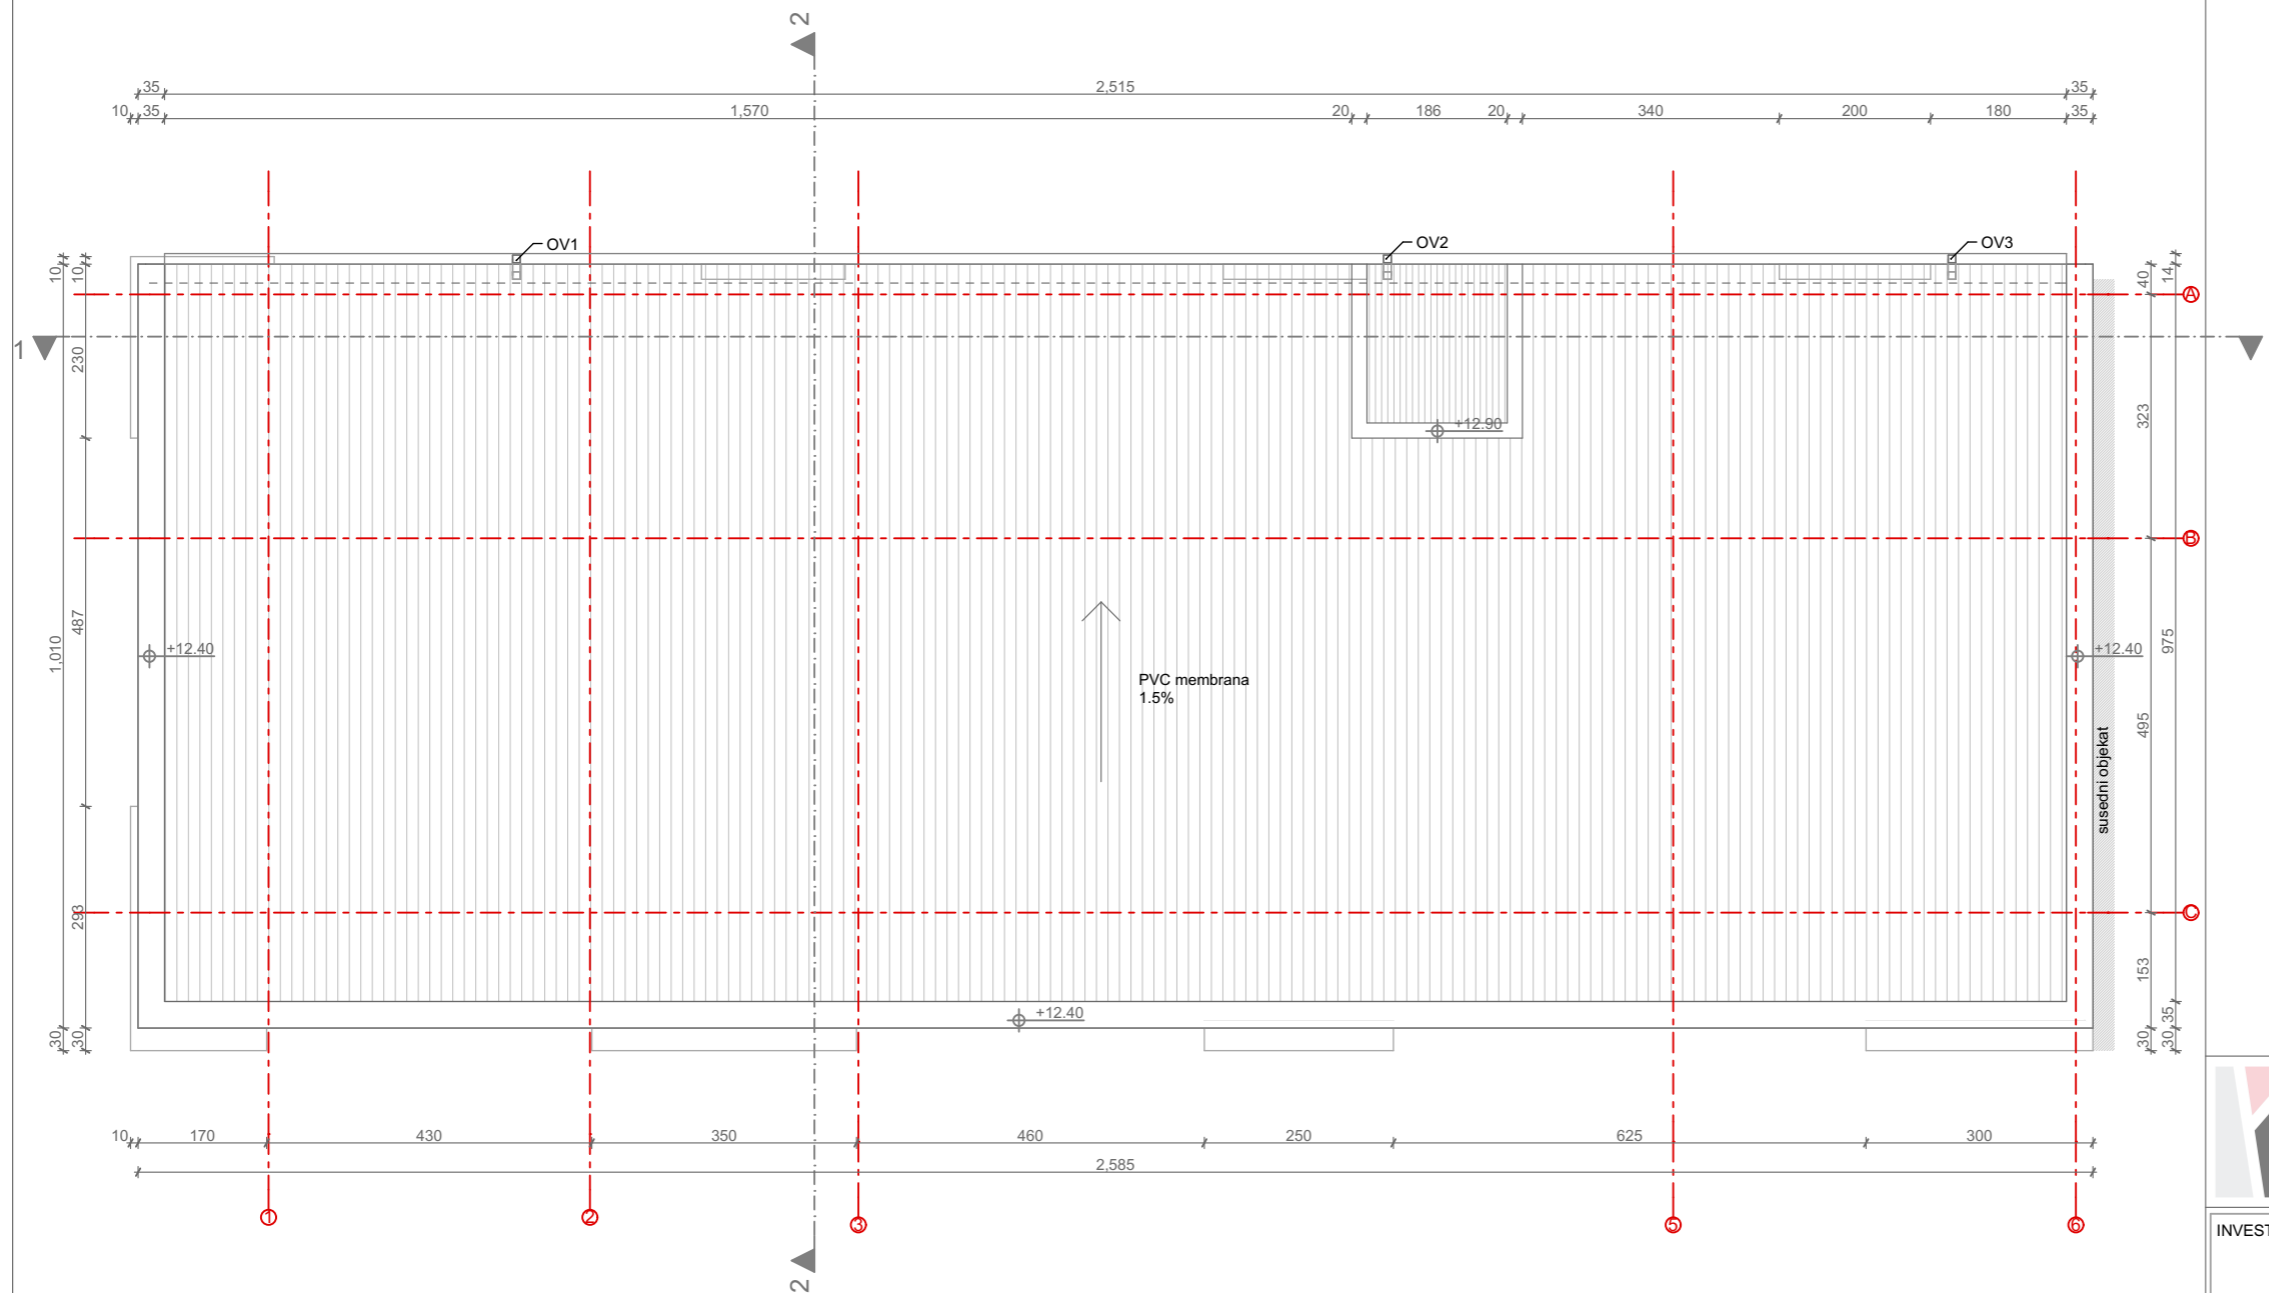 2
35 2,515 35
10 35 1,570 20 186 20 340 200 180 35
OV1 OV2 OV3
10 10 40 14
A
1
230 323
+12.90
B
487
1,010 975
+12.40 +12.40
PVC membrana
1.5%
495
susedni objekat
293
C
153
+12.40
35
30 30 30 30
10 170 430 350 460 250 625 300
2,585
1 2 3 5 6
INVEST
2